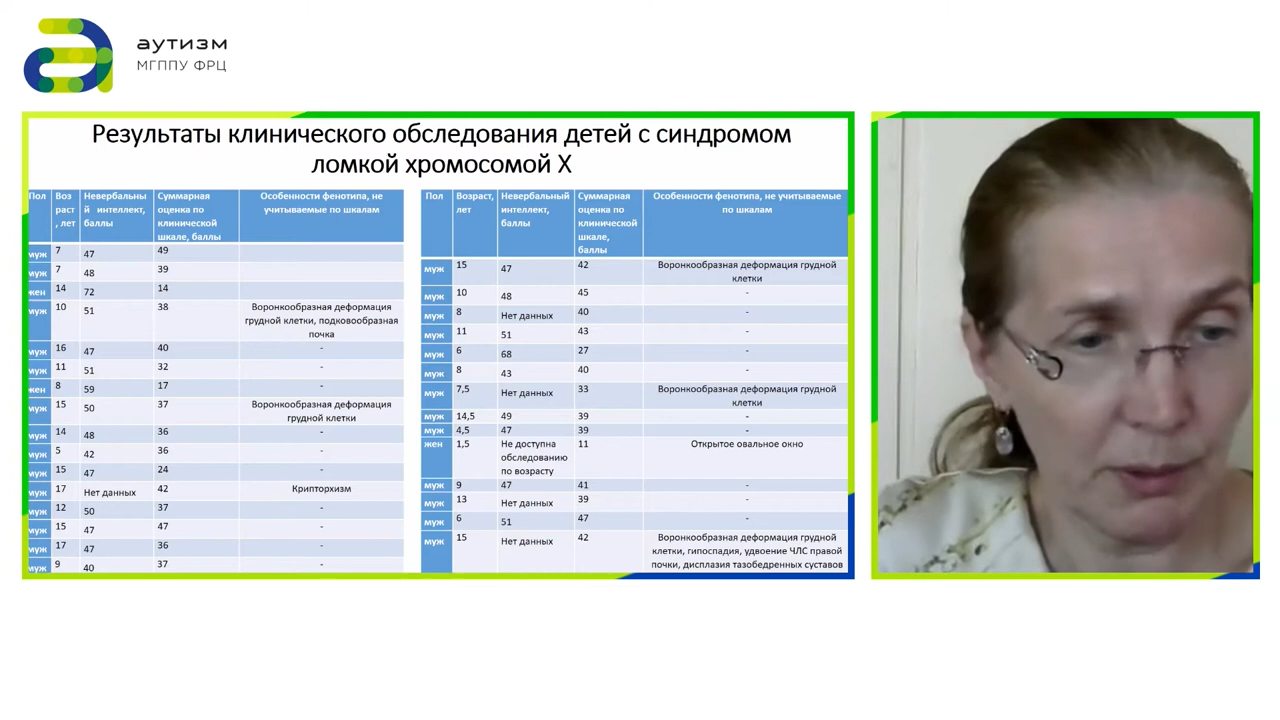 аутизм
МГППУ ФРЦ
Результаты клинического обследования детей с синдромом
ломкой хромосомой X
Пол Воз Невербальны Суммарная Особенности фенотипа, не
раст й интеллект, оценка по учитываемые по шкалам
, лет баллы клинической
шкале, баллы
муж 7 47 49
муж 7 48 39
жен 14 72 14
муж 10 51 38 Воронкообразная деформация
грудной клетки, подковообразная
почка
муж 16 47 40 -
муж 11 51 32 -
жен 8 59 17 -
муж 15 50 37 Воронкообразная деформация
грудной клетки
муж 14 48 36 -
муж 5 42 36 -
муж 15 47 24 -
муж 17 Нет данных 42 Крипторхизм
муж 12 50 37 -
муж 15 47 47 -
муж 17 47 36 -
муж 9 40 37 -
Пол Возраст, Невербальный Суммарная Особенности фенотипа, не учитываемые
лет интеллект, оценка по по шкалам
баллы клинической
шкале,
баллы
муж 15 47 42 Воронкообразная деформация грудной
клетки
муж 10 48 45 -
муж 8 Нет данных 40 -
муж 11 51 43 -
муж 6 68 27 -
муж 8 43 40 -
муж 7,5 Нет данных 33 Воронкообразная деформация грудной
клетки
муж 14,5 49 39 -
муж 4,5 47 39 -
жен 1,5 Не доступна 11 Открытое овальное окно
обследованию
по возрасту
муж 9 47 41 -
муж 13 Нет данных 39 -
муж 6 51 47 -
муж 15 Нет данных 42 Воронкообразная деформация грудной
клетки, гипоспадия, удвоение ЧЛС правой
почки, дисплазия тазобедренных суставов